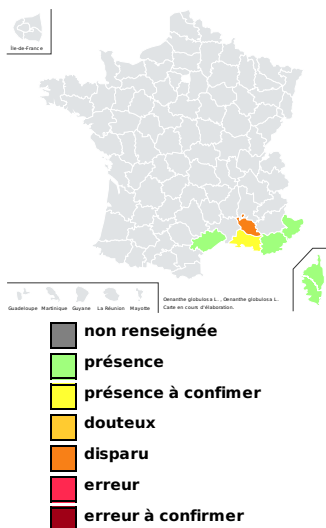 Île-de-France
Oenanthe globulosa L. , Oenanthe globulosa L.
Carte en cours d'élaboration.
Guadeloupe Martinique Guyane La Réunion Mayotte
non renseignée
présence
présence à confimer
douteux
disparu
erreur
erreur à confirmer